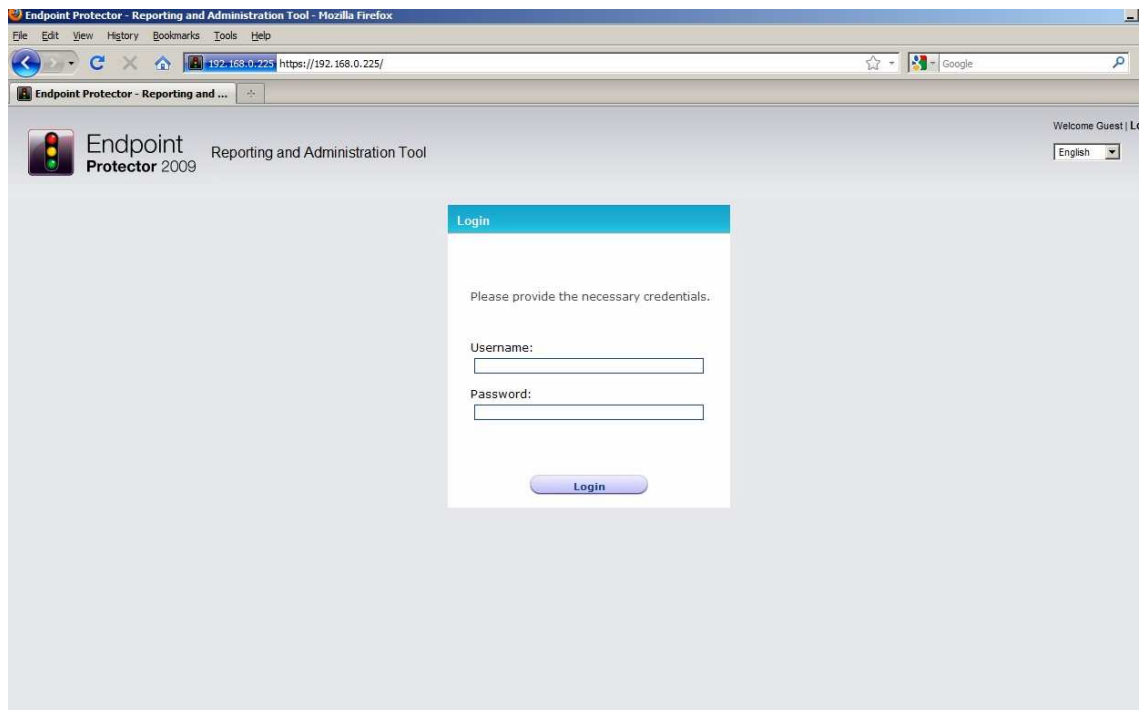 Endpoint Protector - Reporting and Administration Tool - Mozilla Firefox
File Edit View History Bookmarks Tools Help
192.168.0.225 https://192.168.0.225/
Google
Endpoint Protector - Reporting and ...
Welcome Guest |
Endpoint
Protector 2009
Reporting and Administration Tool
English
Login
Please provide the necessary credentials.
Username:
Password:
Login